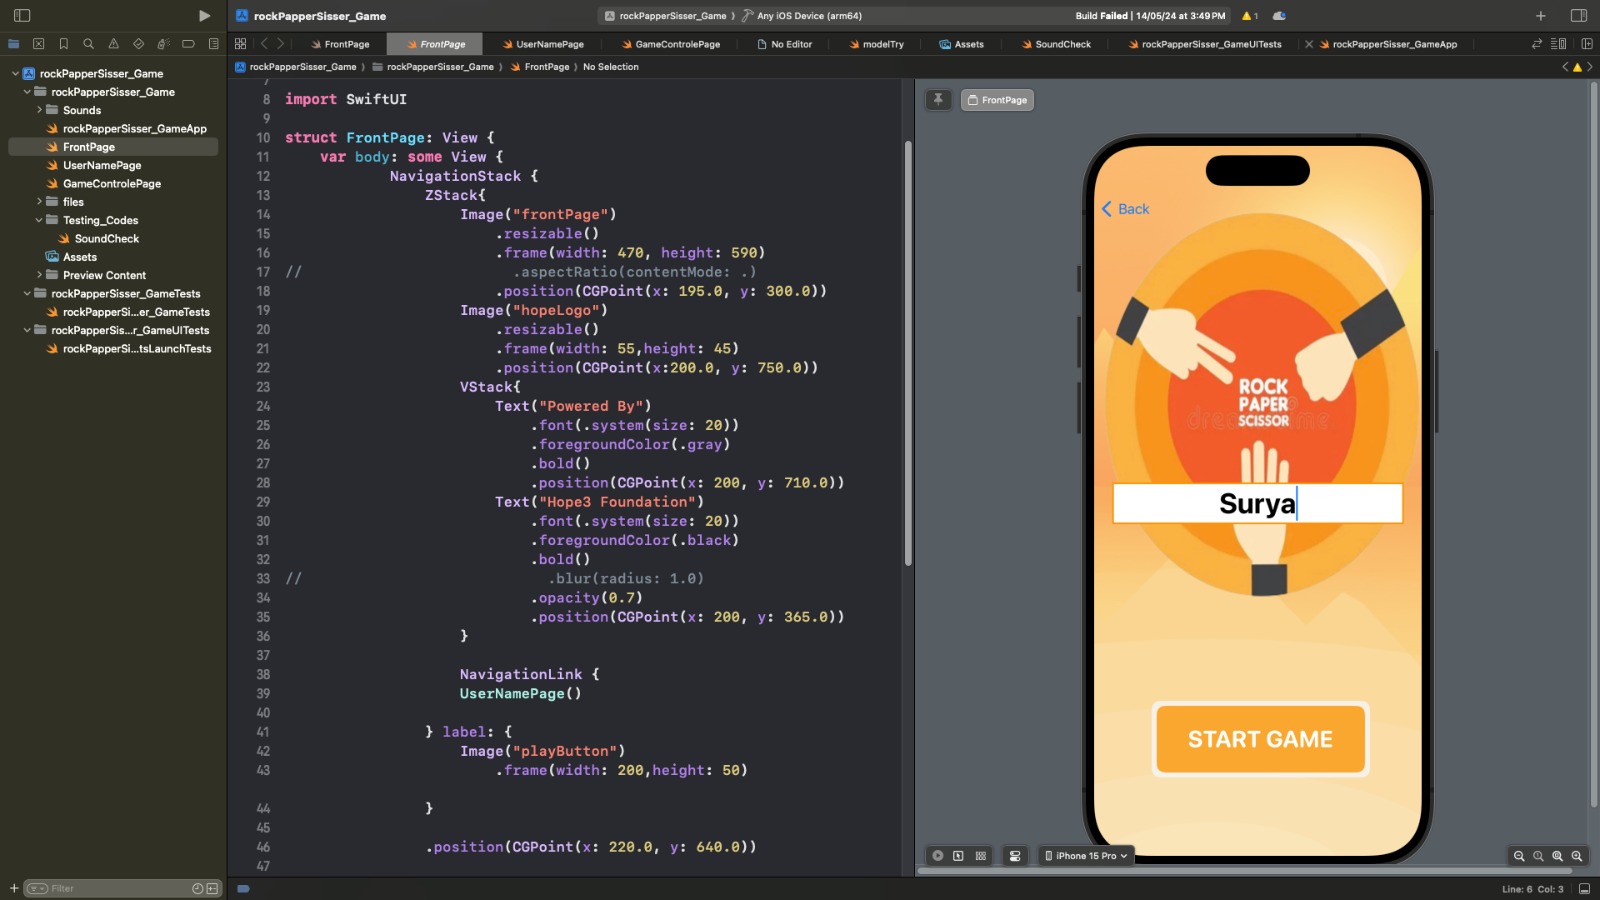 rockPapperSisser_Game
rockPapperSisser_Game
Any iOS Device (arm64)
Build Failed | 14/05/24 at 3:49 PM
1
FrontPage
FrontPage
UserNamePage
GameControlePage
No Editor
modelTry
Assets
SoundCheck
rockPapperSisser_GameUITests
rockPapperSisser_GameApp
rockPapperSisser_Game
rockPapperSisser_Game
FrontPage
No Selection
rockPapperSisser_Game
rockPapperSisser_Game
Sounds
rockPapperSisser_GameApp
FrontPage
UserNamePage
GameControlePage
files
Testing_Codes
SoundCheck
Assets
Preview Content
rockPapperSisser_GameTests
rockPapperSi...er_GameTests
rockPapperSis...r_GameUITests
rockPapperSi...tsLaunchTests
Filter
7
8 import SwiftUI
9
10 struct FrontPage: View {
11 var body: some View {
12 NavigationStack {
13 ZStack{
14 Image("frontPage")
15 .resizable()
16 .frame(width: 470, height: 590)
17 // .aspectRatio(contentMode: .)
18 .position(CGPoint(x: 195.0, y: 300.0))
19 Image("hopeLogo")
20 .resizable()
21 .frame(width: 55,height: 45)
22 .position(CGPoint(x:200.0, y: 750.0))
23 VStack{
24 Text("Powered By")
25 .font(.system(size: 20))
26 .foregroundColor(.gray)
27 .bold()
28 .position(CGPoint(x: 200, y: 710.0))
29 Text("Hope3 Foundation")
30 .font(.system(size: 20))
31 .foregroundColor(.black)
32 .bold()
33 // .blur(radius: 1.0)
34 .opacity(0.7)
35 .position(CGPoint(x: 200, y: 365.0))
36 }
37
38 NavigationLink {
39 UserNamePage()
40
41 } label: {
42 Image("playButton")
43 .frame(width: 200,height: 50)
44 }
45
46 .position(CGPoint(x: 220.0, y: 640.0))
47
FrontPage
Back
ROCK
PAPER
SCISSOR
Surya
START GAME
iPhone 15 Pro
Line: 6 Col: 3